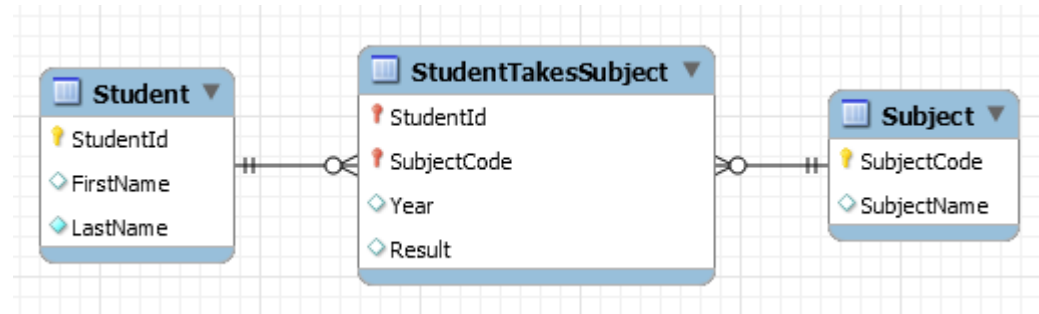 Student
StudentId
FirstName
LastName
StudentTakesSubject
StudentId
SubjectCode
Year
Result
Subject
SubjectCode
SubjectName